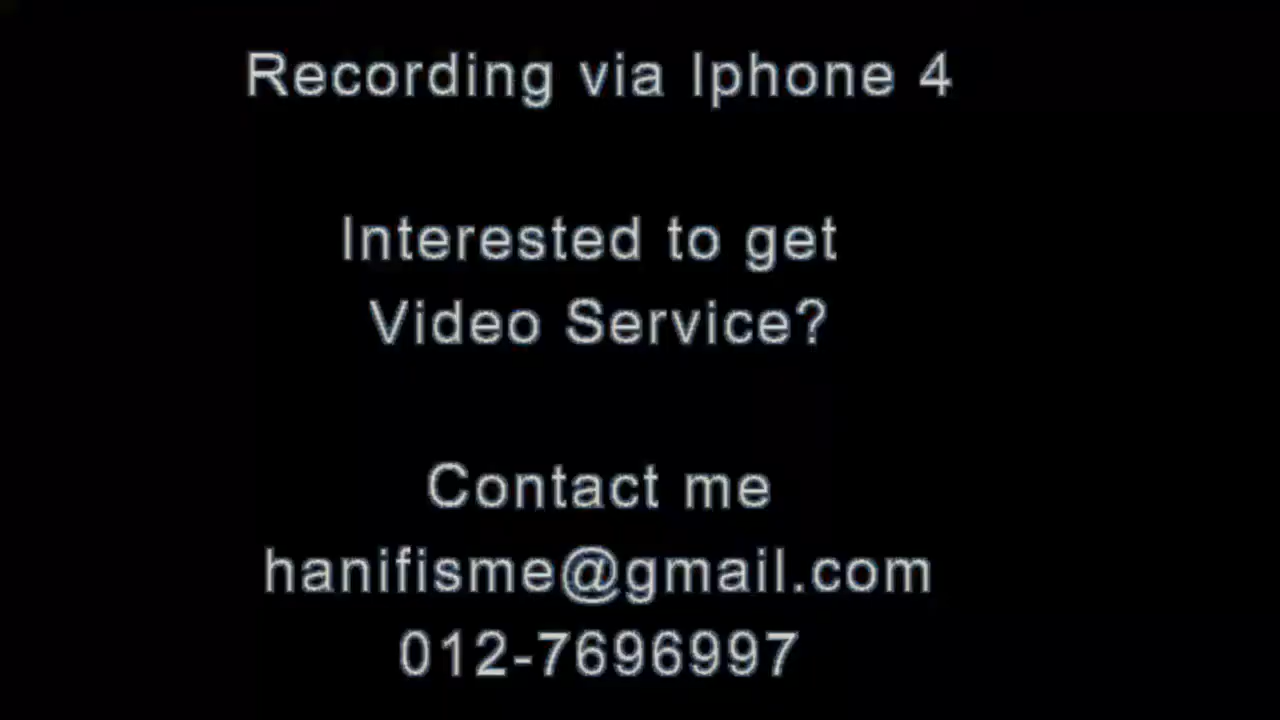 Recording via Iphone 4
Interested to get
Video Service?
Contact me
hanifisme@gmail.com
012-7696997